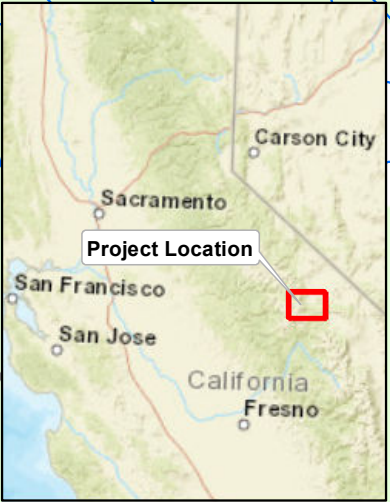 Carson City
Sacramento
Project Location
San Francisco
San Jose
California
Fresno